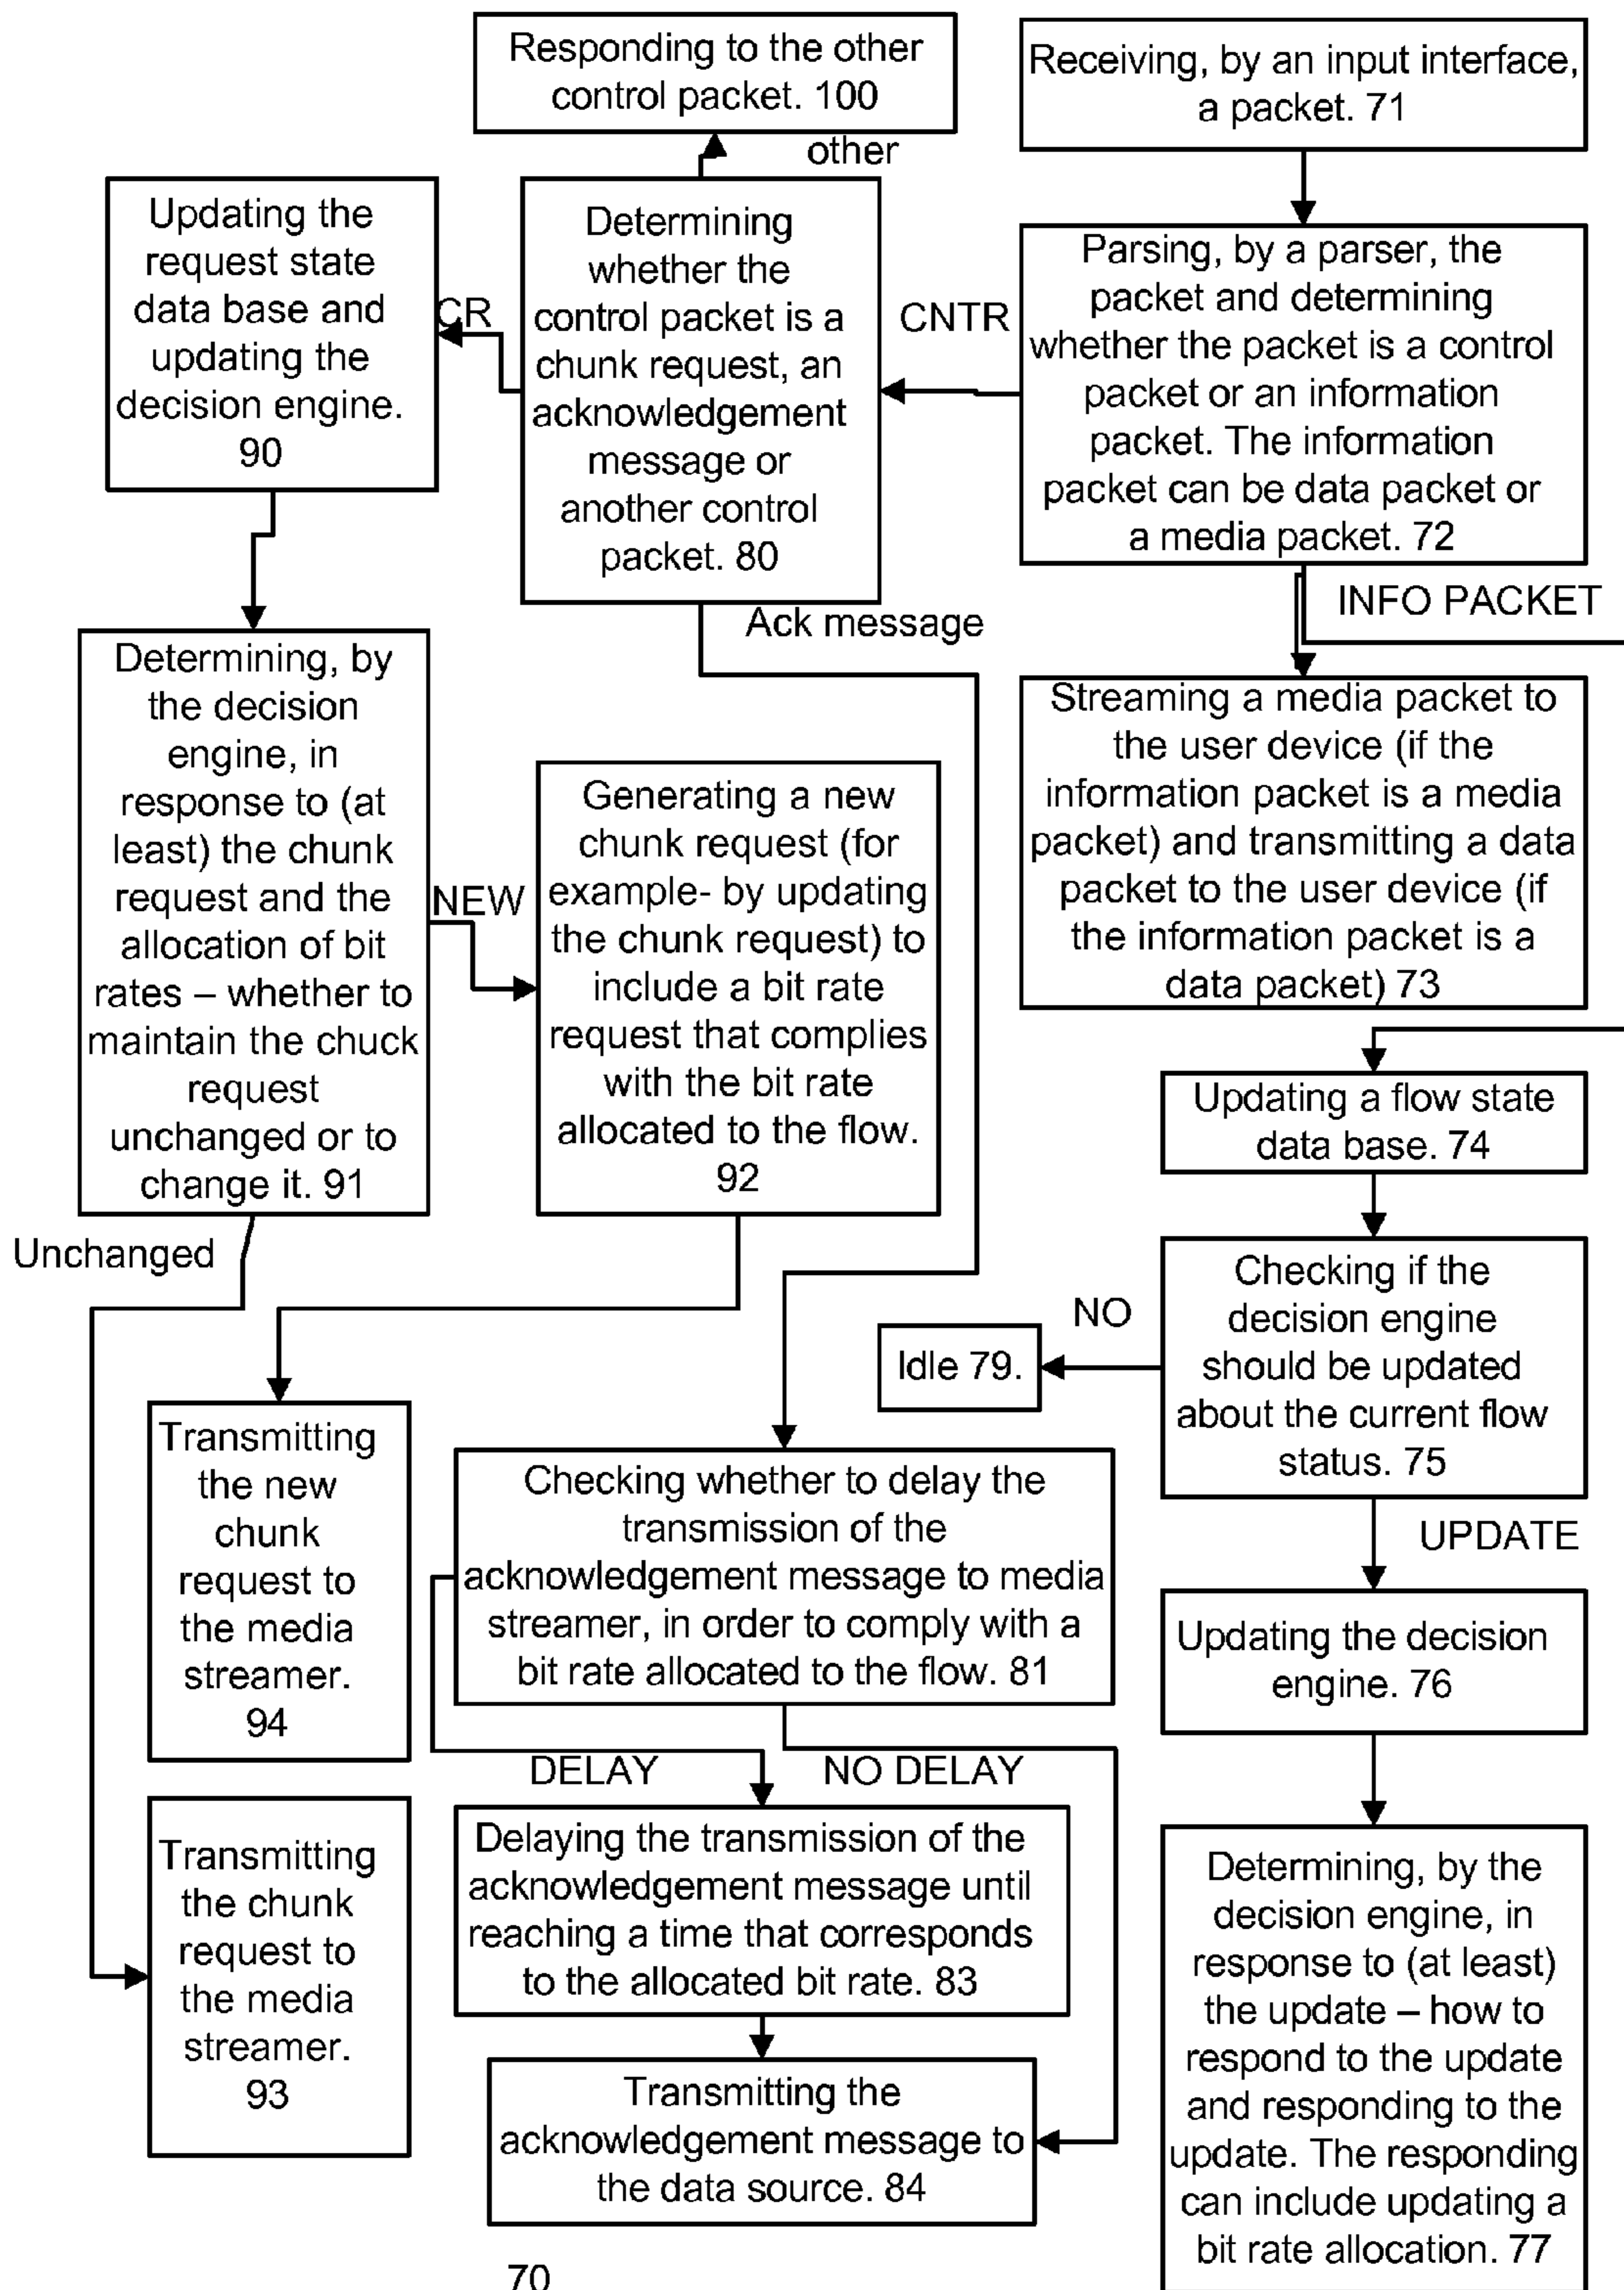 Responding to the other
control packet. 100
Receiving, by an input interface,
a packet. 71
other
Updating the
request state
data base and
updating the
decision engine.
90
CR
Determining
whether the
control packet is a
chunk request, an
acknowledgement
message or
another control
packet. 80
CNTR
Parsing, by a parser, the
packet and determining
whether the packet is a control
packet or an information
packet. The information
packet can be data packet or
a media packet. 72
INFO PACKET
Ack message
Determining, by
the decision
engine, in
response to (at
least) the chunk
request and the
allocation of bit
rates – whether to
maintain the chuck
request
unchanged or to
change it. 91
NEW
Generating a new
chunk request (for
example- by updating
the chunk request) to
include a bit rate
request that complies
with the bit rate
allocated to the flow.
92
Streaming a media packet to
the user device (if the
information packet is a media
packet) and transmitting a data
packet to the user device (if
the information packet is a
data packet) 73
Updating a flow state
data base. 74
Unchanged
Checking if the
decision engine
should be updated
about the current flow
status. 75
NO
Idle 79.
UPDATE
Transmitting
the new
chunk
request to
the media
streamer.
94
Checking whether to delay the
transmission of the
acknowledgement message to media
streamer, in order to comply with a
bit rate allocated to the flow. 81
Updating the decision
engine. 76
DELAY
NO DELAY
Transmitting
the chunk
request to
the media
streamer.
93
Delaying the transmission of the
acknowledgement message until
reaching a time that corresponds
to the allocated bit rate. 83
Transmitting the
acknowledgement message to
the data source. 84
Determining, by the
decision engine, in
response to (at least)
the update – how to
respond to the update
and responding to the
update. The responding
can include updating a
bit rate allocation. 77
70